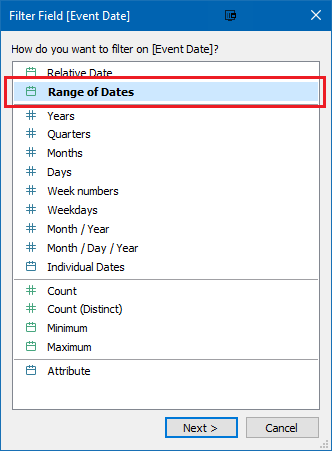 Filter Field [Event Date]
How do you want to filter on [Event Date]?
Relative Date
Range of Dates
Years
Quarters
Months
Days
Week numbers
Weekdays
Month / Year
Month / Day / Year
Individual Dates
Count
Count (Distinct)
Minimum
Maximum
Attribute
Next >
Cancel